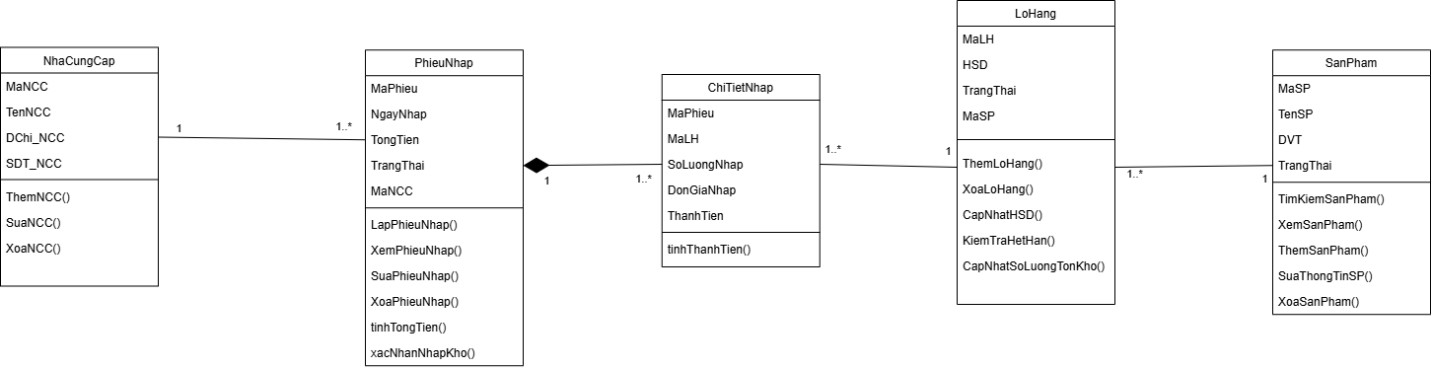 NhaCungCap
MaNCC
TenNCC
DChi_NCC
SDT_NCC
ThemNCC()
SuaNCC()
XoaNCC()
1
1..*
PhieuNhap
MaPhieu
NgayNhap
TongTien
TrangThai
MaNCC
LapPhieuNhap()
XemPhieuNhap()
SuaPhieuNhap()
XoaPhieuNhap()
tinhTongTien()
xacNhanNhapKho()
1
1..*
ChiTietNhap
MaPhieu
MaLH
SoLuongNhap
DonGiaNhap
ThanhTien
tinhThanhTien()
1..*
1
LoHang
MaLH
HSD
TrangThai
MaSP
ThemLoHang()
XoaLoHang()
CapNhatHSD()
KiemTraHetHan()
CapNhatSoLuongTonKho()
1..*
1
SanPham
MaSP
TenSP
DVT
TrangThai
TimKiemSanPham()
XemSanPham()
ThemSanPham()
SuaThongTinSP()
XoaSanPham()